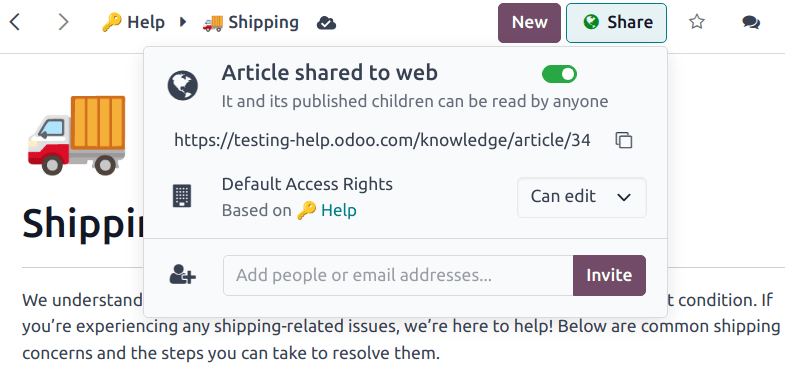 Help Shipping New Share
Article shared to web
It and its published children can be read by anyone
https://testing-help.odoo.com/knowledge/article/34
Default Access Rights
Based on Help
Can edit
Shippin
Add people or email addresses... Invite
We understand t condition. If
you’re experiencing any shipping-related issues, we’re here to help! Below are common shipping
concerns and the steps you can take to resolve them.